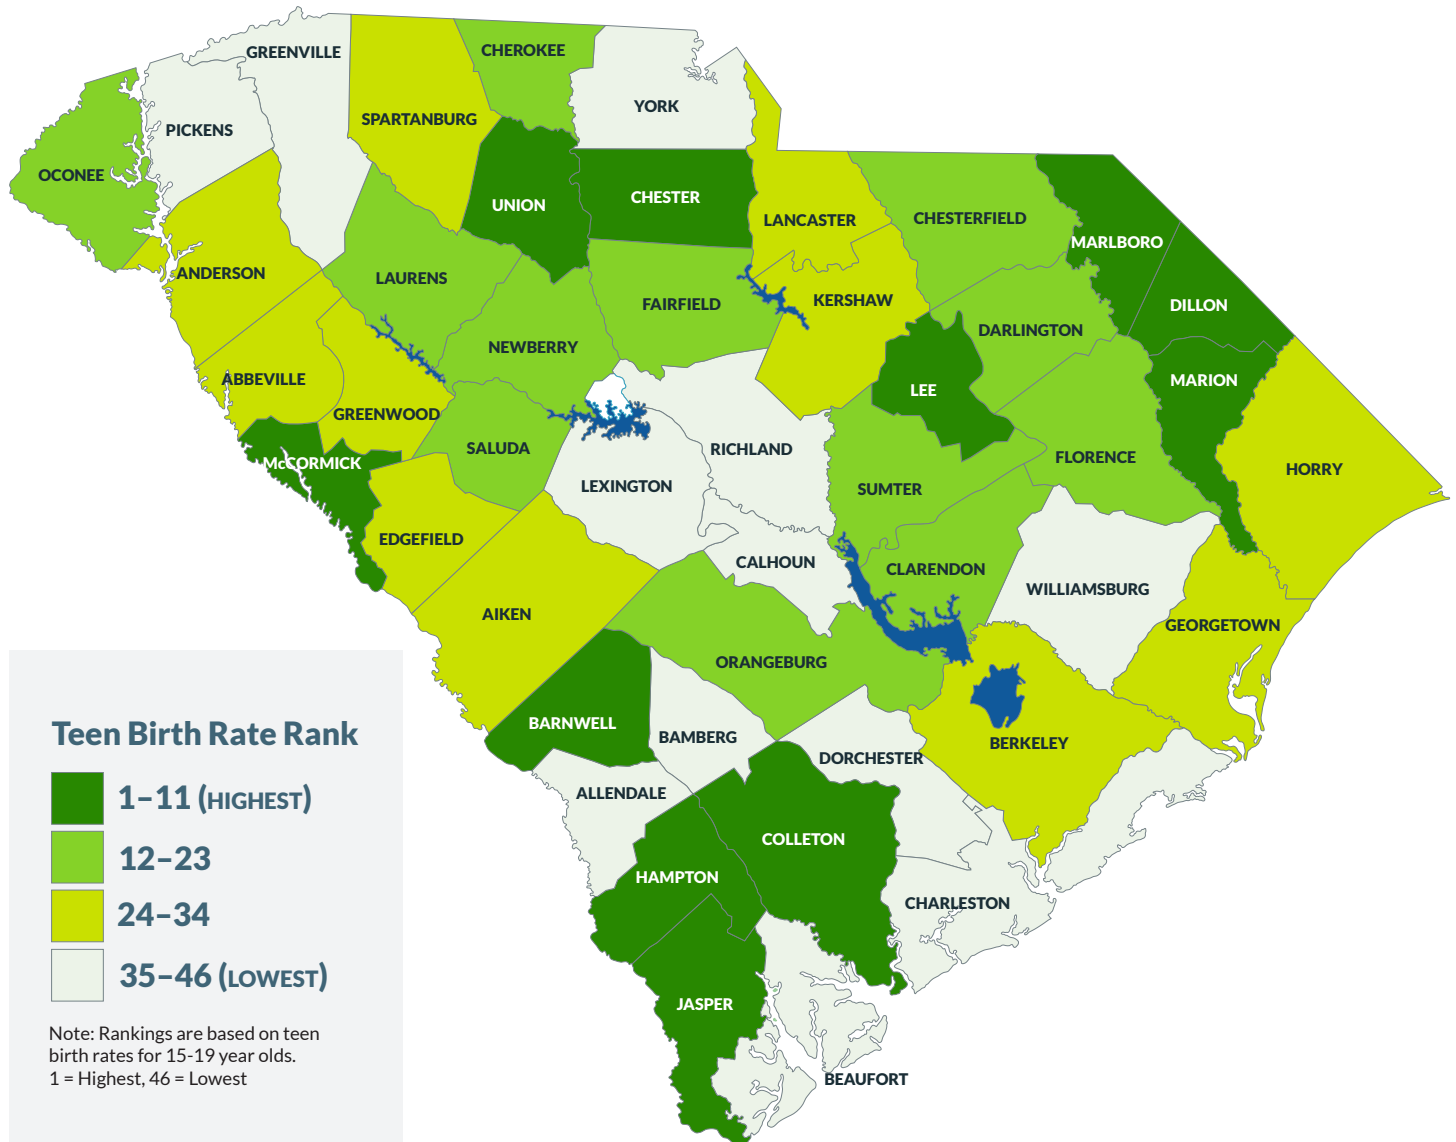 GREENVILLE
CHEROKEE
YORK
SPARTANBURG
PICKENS
OCONEE
UNION
CHESTER
LANCASTER
CHESTERFIELD
MARLBORO
ANDERSON
LAURENS
FAIRFIELD
KERSHAW
DILLON
DARLINGTON
NEWBERRY
ABBEVILLE
LEE
MARION
GREENWOOD
SALUDA
RICHLAND
McCORMICK
FLORENCE
HORRY
LEXINGTON
SUMTER
EDGEFIELD
CALHOUN
CLARENDON
WILLIAMSBURG
AIKEN
GEORGETOWN
ORANGEBURG
BARNWELL
BAMBERG
BERKELEY
DORCHESTER
ALLENDALE
COLLETON
HAMPTON
CHARLESTON
JASPER
BEAUFORT
Teen Birth Rate Rank
1–11 (HIGHEST)
12–23
24–34
35–46 (LOWEST)
Note: Rankings are based on teen
birth rates for 15-19 year olds.
1 = Highest, 46 = Lowest